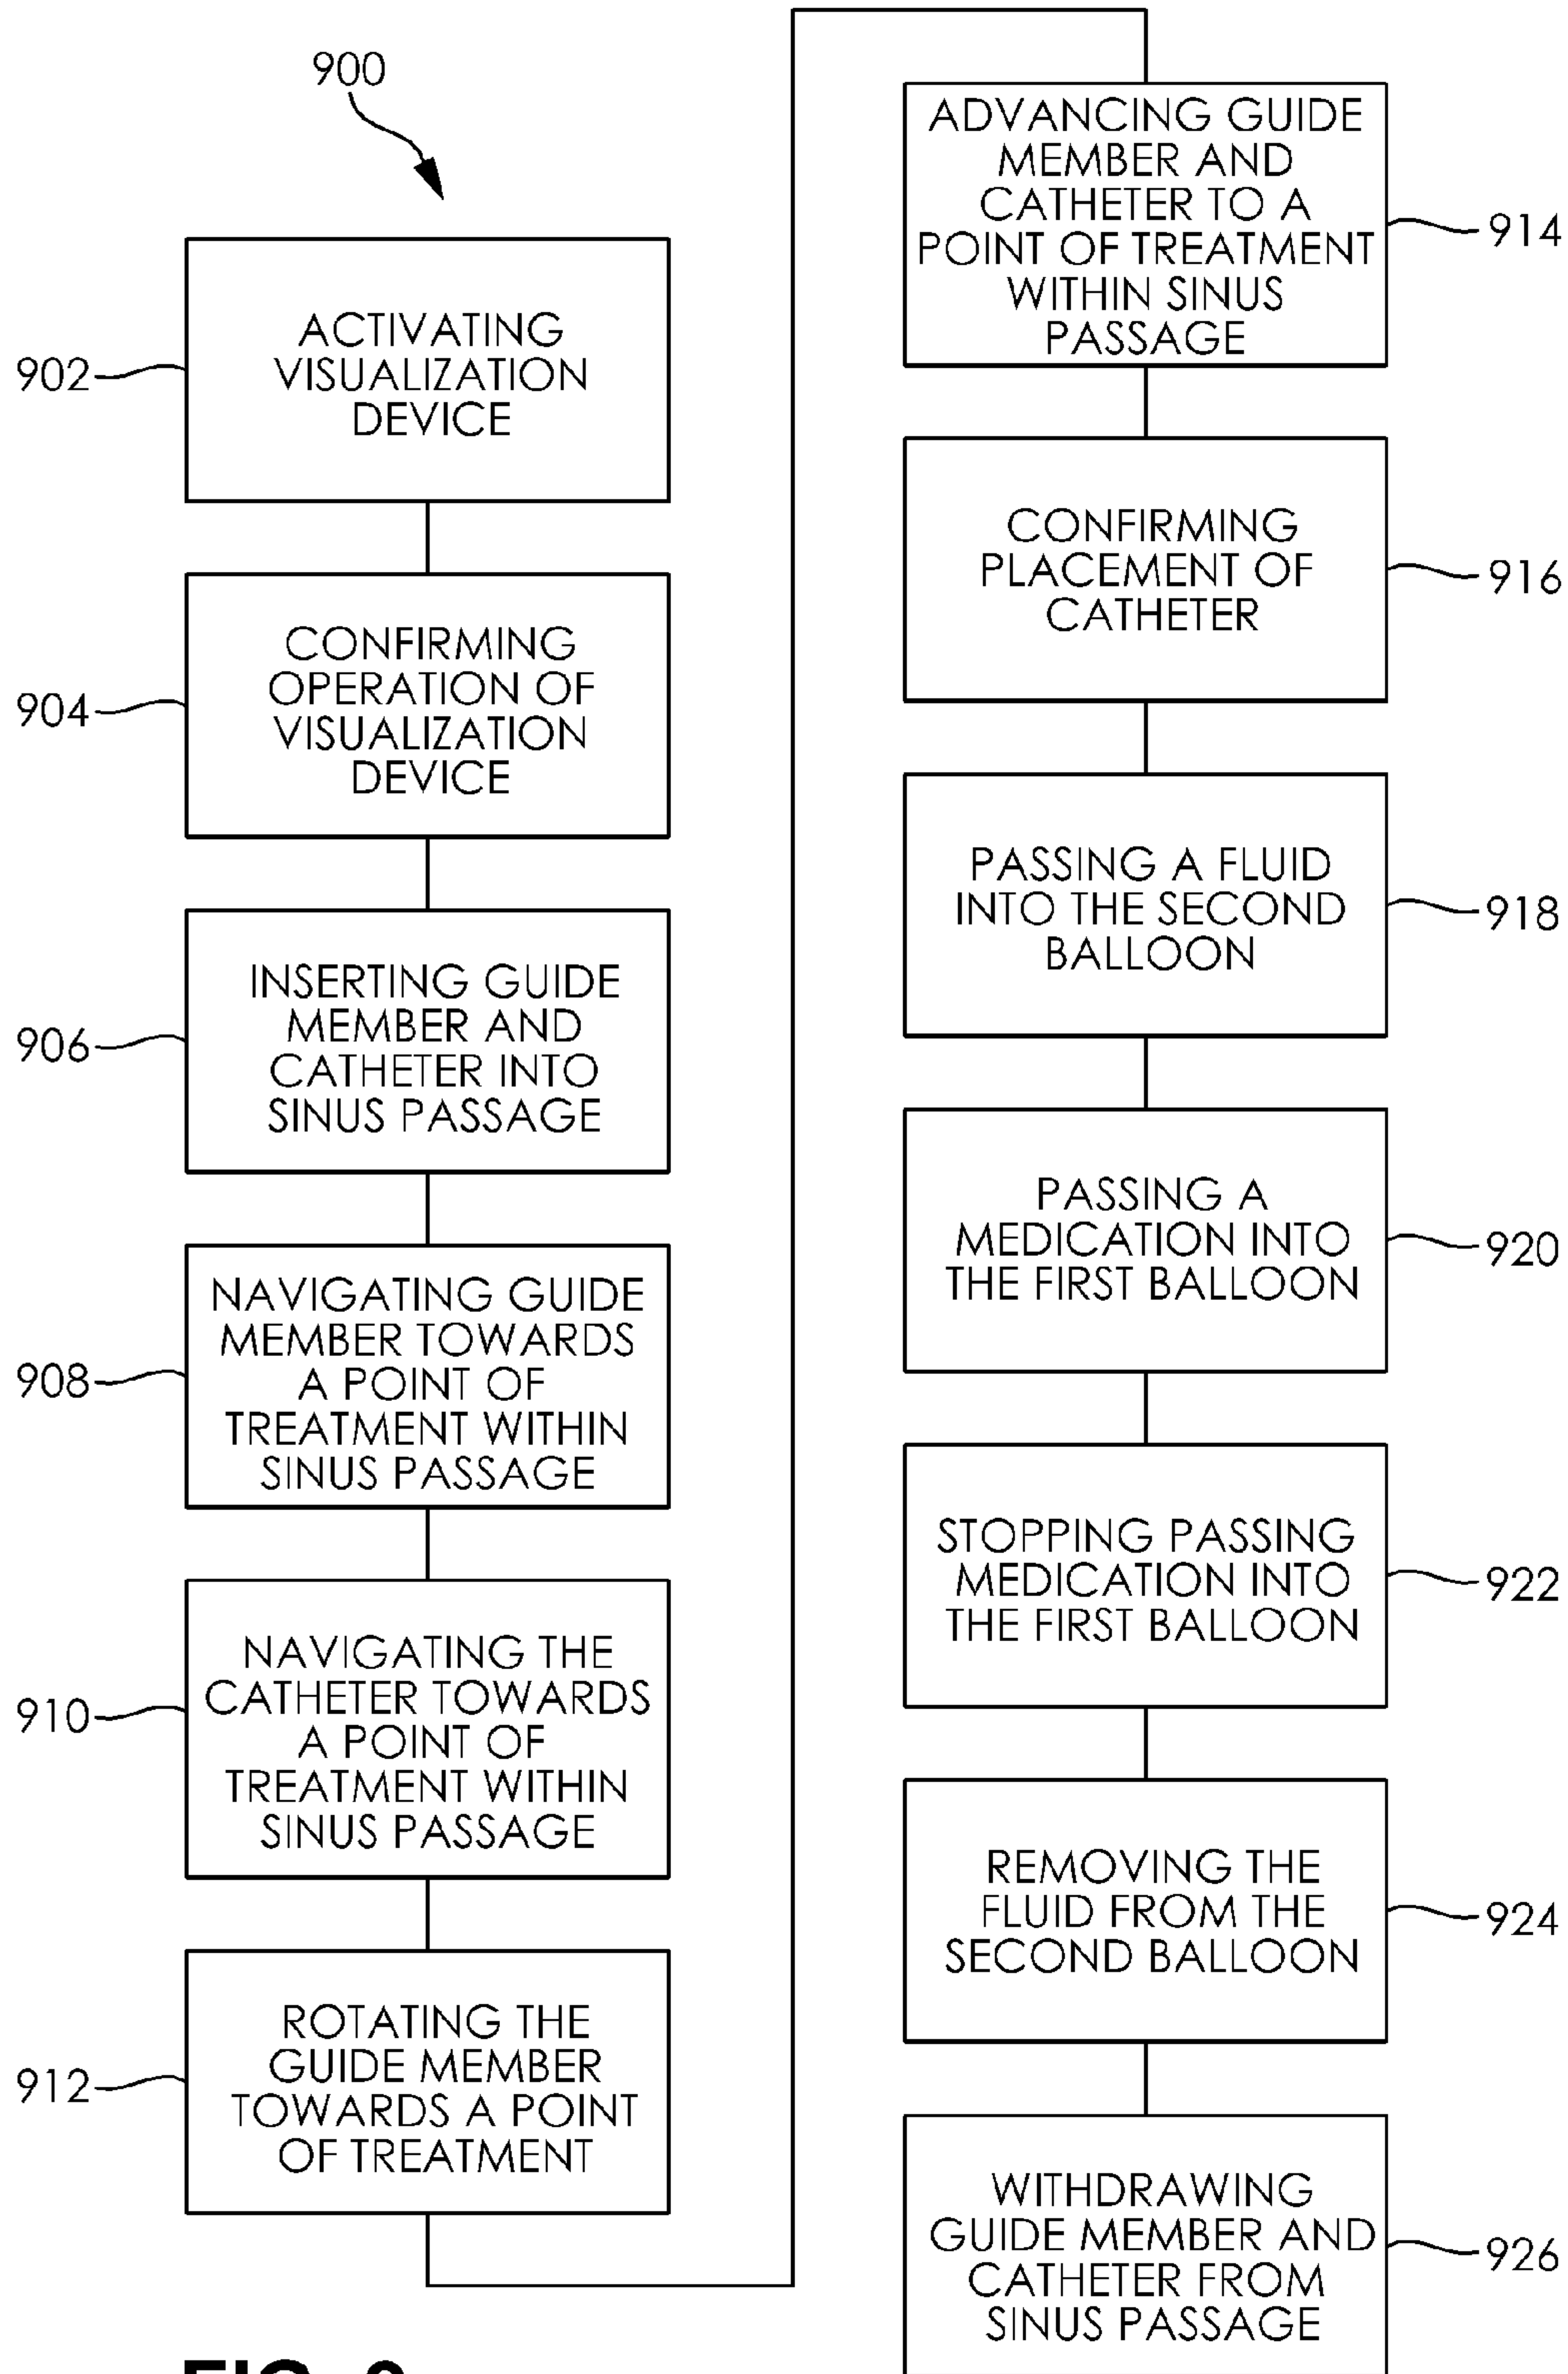 900
902
ACTIVATING
VISUALIZATION
DEVICE
904
CONFIRMING
OPERATION OF
VISUALIZATION
DEVICE
906
INSERTING GUIDE
MEMBER AND
CATHETER INTO
SINUS PASSAGE
908
NAVIGATING GUIDE
MEMBER TOWARDS
A POINT OF
TREATMENT WITHIN
SINUS PASSAGE
910
NAVIGATING THE
CATHETER TOWARDS
A POINT OF
TREATMENT WITHIN
SINUS PASSAGE
912
ROTATING THE
GUIDE MEMBER
TOWARDS A POINT
OF TREATMENT
ADVANCING GUIDE
MEMBER AND
CATHETER TO A
POINT OF TREATMENT
WITHIN SINUS
PASSAGE
914
CONFIRMING
PLACEMENT OF
CATHETER
916
PASSING A FLUID
INTO THE SECOND
BALLOON
918
PASSING A
MEDICATION INTO
THE FIRST BALLOON
920
STOPPING PASSING
MEDICATION INTO
THE FIRST BALLOON
922
REMOVING THE
FLUID FROM THE
SECOND BALLOON
924
WITHDRAWING
GUIDE MEMBER AND
CATHETER FROM
SINUS PASSAGE
926
FIG.